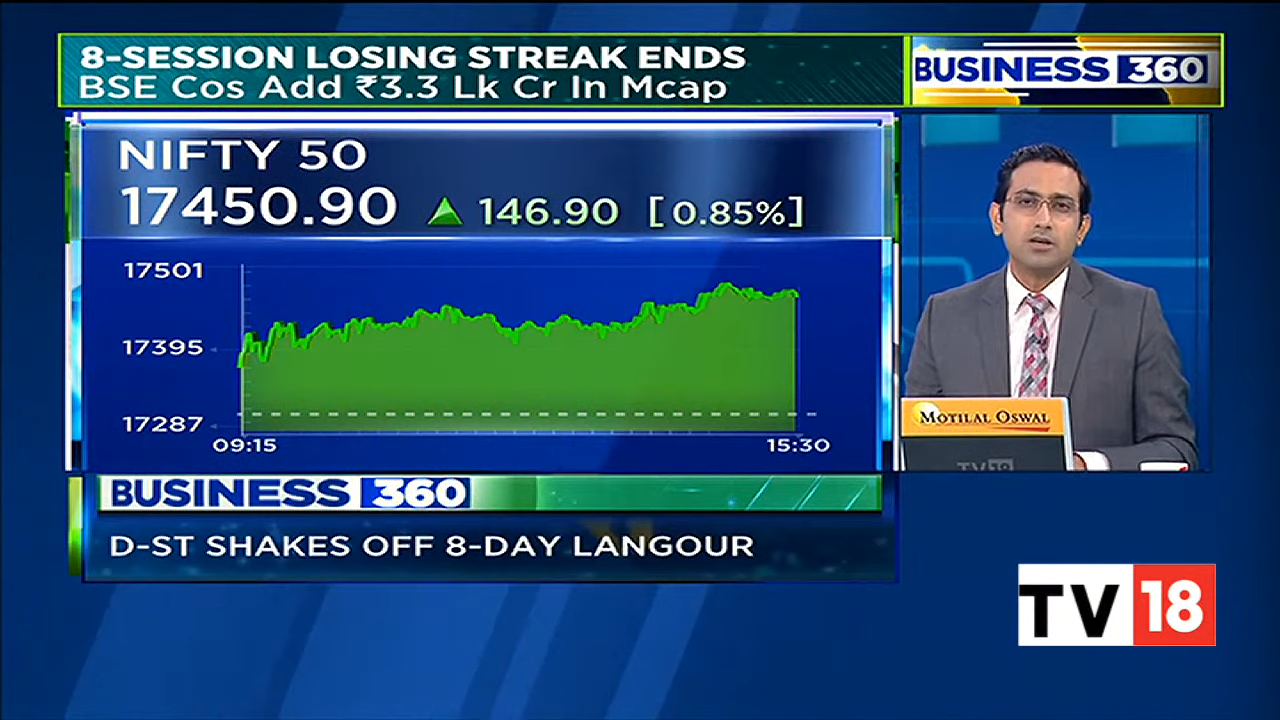 8-SESSION LOSING STREAK ENDS
BSE Cos Add ₹3.3 Lk Cr In Mcap
BUSINESS 360
NIFTY 50
17450.90 ▲ 146.90 [0.85%]
17501
17395
17287
09:15 15:30
MOTILAL OSWAL
TV18
BUSINESS 360
D-ST SHAKES OFF 8-DAY LANGOUR
TV18